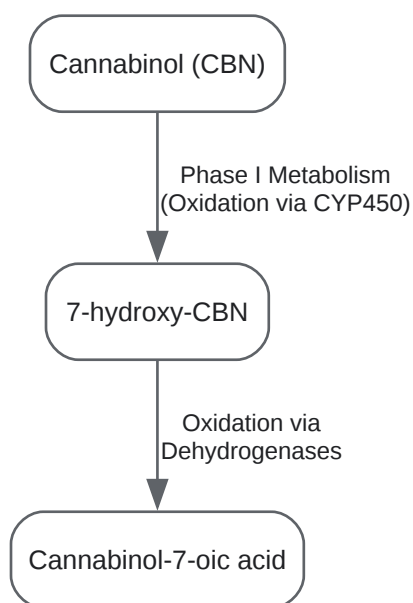 Cannabinol (CBN)
Phase I Metabolism
(Oxidation via CYP450)
7-hydroxy-CBN
Oxidation via
Dehydrogenases
Cannabinol-7-oic acid